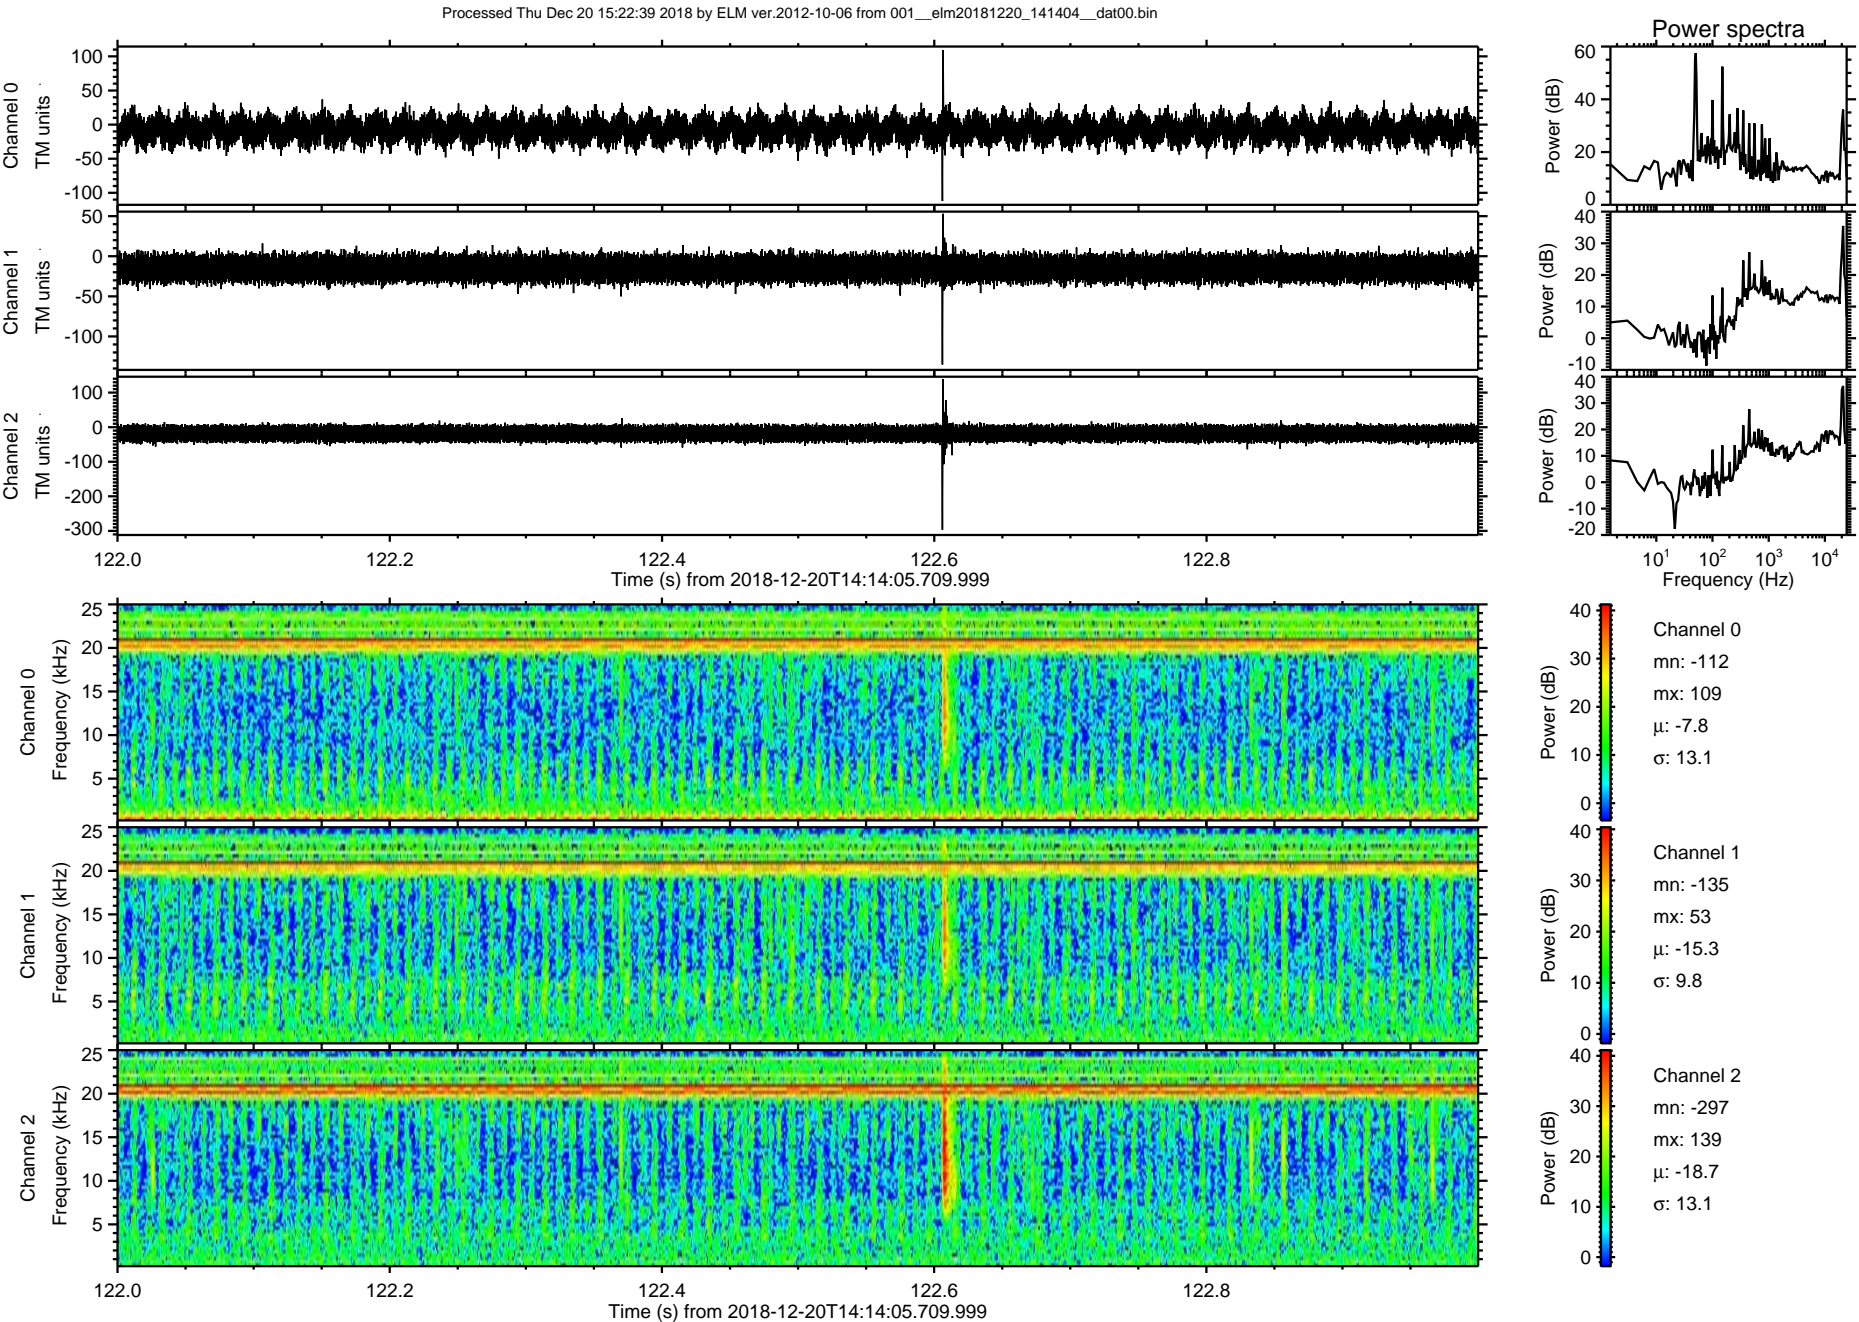 Processed Thu Dec 20 15:22:39 2018 by ELM ver.2012-10-06 from 001__elm20181220_141404__dat00.bin
Power spectra
Channel 0
TM units
100
50
0
-50
-100
Power (dB)
60
40
20
0
Channel 1
TM units
50
0
-50
-100
Power (dB)
40
30
20
10
0
-10
Channel 2
TM units
100
0
-100
-200
-300
Power (dB)
40
30
20
10
0
-10
-20
122.0 122.2 122.4 122.6 122.8
Time (s) from 2018-12-20T14:14:05.709.999
10^1 10^2 10^3 10^4
Frequency (Hz)
Channel 0
Frequency (kHz)
25
20
15
10
5
Power (dB)
40
30
20
10
0
Channel 0
mn: -112
mx: 109
μ: -7.8
σ: 13.1
Channel 1
Frequency (kHz)
25
20
15
10
5
Power (dB)
40
30
20
10
0
Channel 1
mn: -135
mx: 53
μ: -15.3
σ: 9.8
Channel 2
Frequency (kHz)
25
20
15
10
5
Power (dB)
40
30
20
10
0
Channel 2
mn: -297
mx: 139
μ: -18.7
σ: 13.1
122.0 122.2 122.4 122.6 122.8
Time (s) from 2018-12-20T14:14:05.709.999